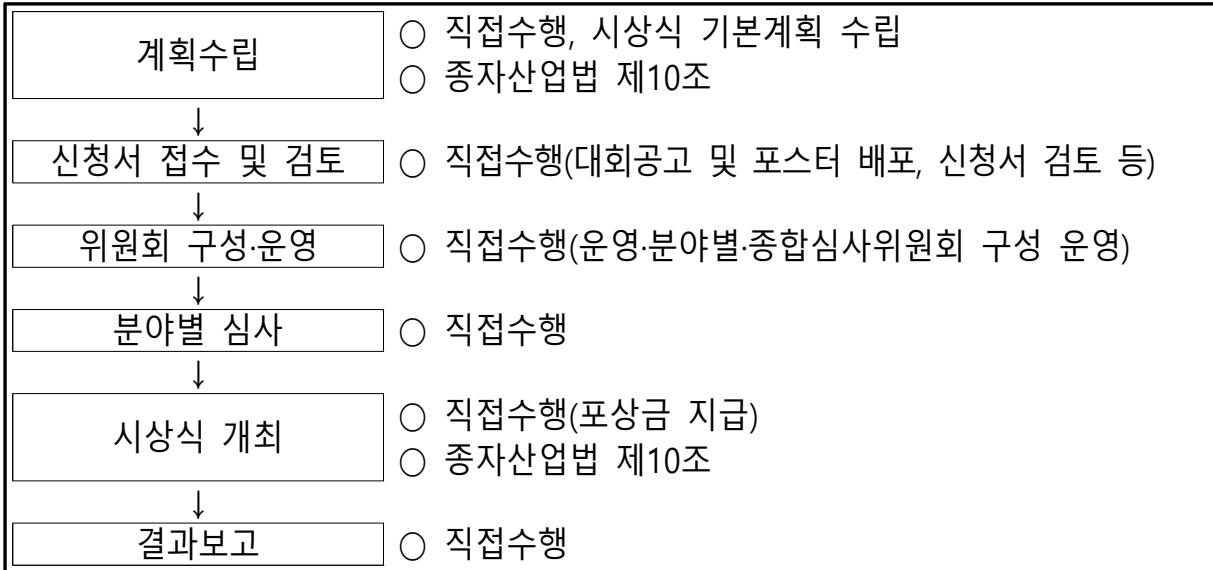 계획수립
○ 직접수행, 시상식 기본계획 수립
○ 종자산업법 제10조
↓
신청서 접수 및 검토
○ 직접수행(대회공고 및 포스터 배포, 신청서 검토 등)
↓
위원회 구성·운영
○ 직접수행(운영·분야별·종합심사위원회 구성 운영)
↓
분야별 심사
○ 직접수행
↓
시상식 개최
○ 직접수행(포상금 지급)
○ 종자산업법 제10조
↓
결과보고
○ 직접수행